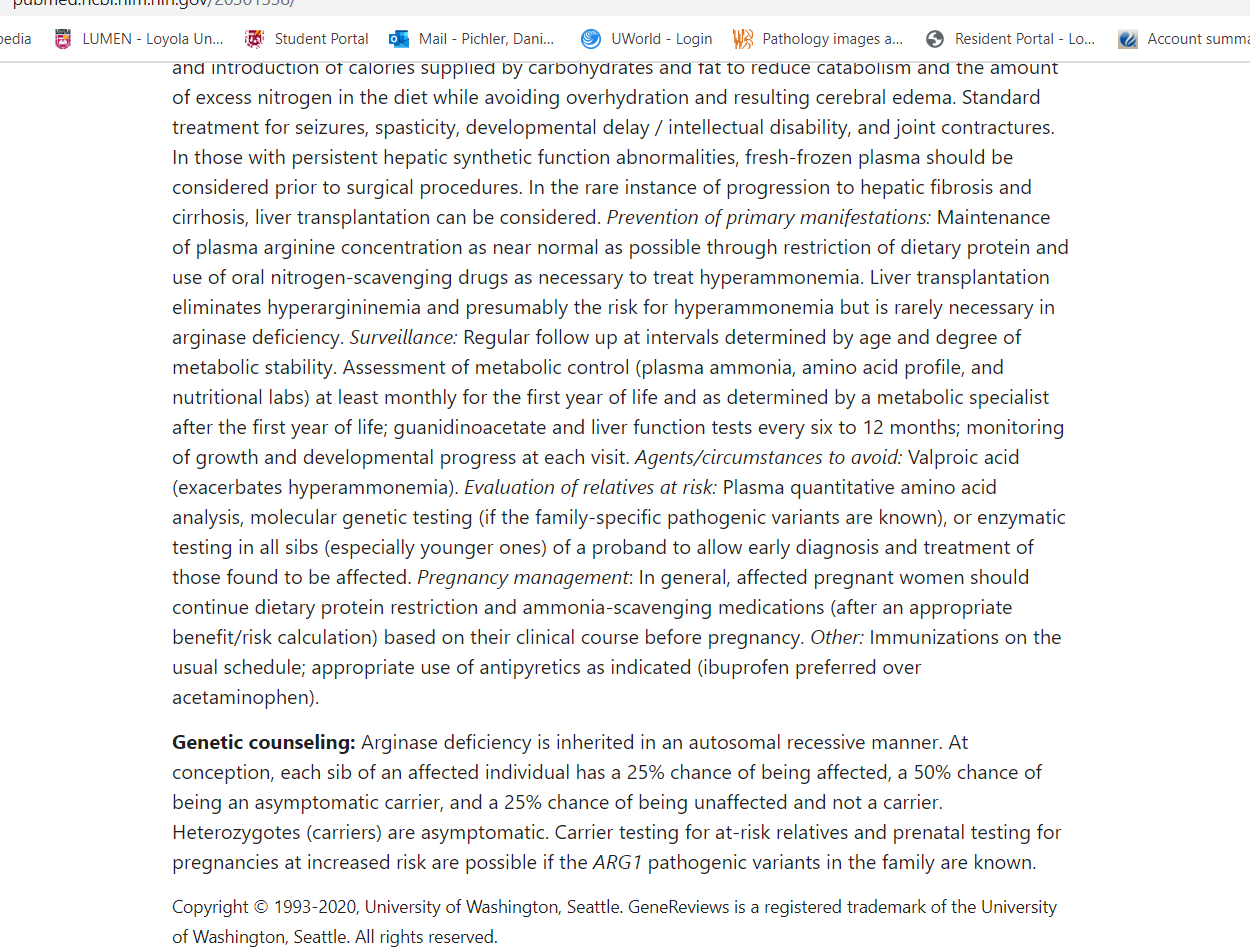 pubmed.ncbi.nlm.nih.gov/20301338/
pedia LUMEN - Loyola Un... Student Portal Mail - Pichler, Dani... UWorld - Login Pathology images a... Resident Portal - Lo... Account summa
and introduction of calories supplied by carbohydrates and fat to reduce catabolism and the amount
of excess nitrogen in the diet while avoiding overhydration and resulting cerebral edema. Standard
treatment for seizures, spasticity, developmental delay / intellectual disability, and joint contractures.
In those with persistent hepatic synthetic function abnormalities, fresh-frozen plasma should be
considered prior to surgical procedures. In the rare instance of progression to hepatic fibrosis and
cirrhosis, liver transplantation can be considered. Prevention of primary manifestations: Maintenance
of plasma arginine concentration as near normal as possible through restriction of dietary protein and
use of oral nitrogen-scavenging drugs as necessary to treat hyperammonemia. Liver transplantation
eliminates hyperargininemia and presumably the risk for hyperammonemia but is rarely necessary in
arginase deficiency. Surveillance: Regular follow up at intervals determined by age and degree of
metabolic stability. Assessment of metabolic control (plasma ammonia, amino acid profile, and
nutritional labs) at least monthly for the first year of life and as determined by a metabolic specialist
after the first year of life; guanidinoacetate and liver function tests every six to 12 months; monitoring
of growth and developmental progress at each visit. Agents/circumstances to avoid: Valproic acid
(exacerbates hyperammonemia). Evaluation of relatives at risk: Plasma quantitative amino acid
analysis, molecular genetic testing (if the family-specific pathogenic variants are known), or enzymatic
testing in all sibs (especially younger ones) of a proband to allow early diagnosis and treatment of
those found to be affected. Pregnancy management: In general, affected pregnant women should
continue dietary protein restriction and ammonia-scavenging medications (after an appropriate
benefit/risk calculation) based on their clinical course before pregnancy. Other: Immunizations on the
usual schedule; appropriate use of antipyretics as indicated (ibuprofen preferred over
acetaminophen).
Genetic counseling: Arginase deficiency is inherited in an autosomal recessive manner. At
conception, each sib of an affected individual has a 25% chance of being affected, a 50% chance of
being an asymptomatic carrier, and a 25% chance of being unaffected and not a carrier.
Heterozygotes (carriers) are asymptomatic. Carrier testing for at-risk relatives and prenatal testing for
pregnancies at increased risk are possible if the ARG1 pathogenic variants in the family are known.
Copyright © 1993-2020, University of Washington, Seattle. GeneReviews is a registered trademark of the University
of Washington, Seattle. All rights reserved.